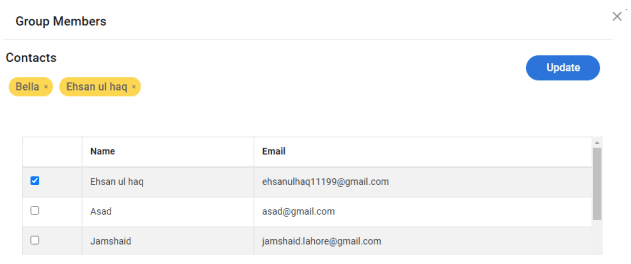 Group Members
×
Contacts
Update
Bella × Ehsan ul haq ×
Name Email
Ehsan ul haq ehsanulhaq11199@gmail.com
Asad asad@gmail.com
Jamshaid jamshaid.lahore@gmail.com